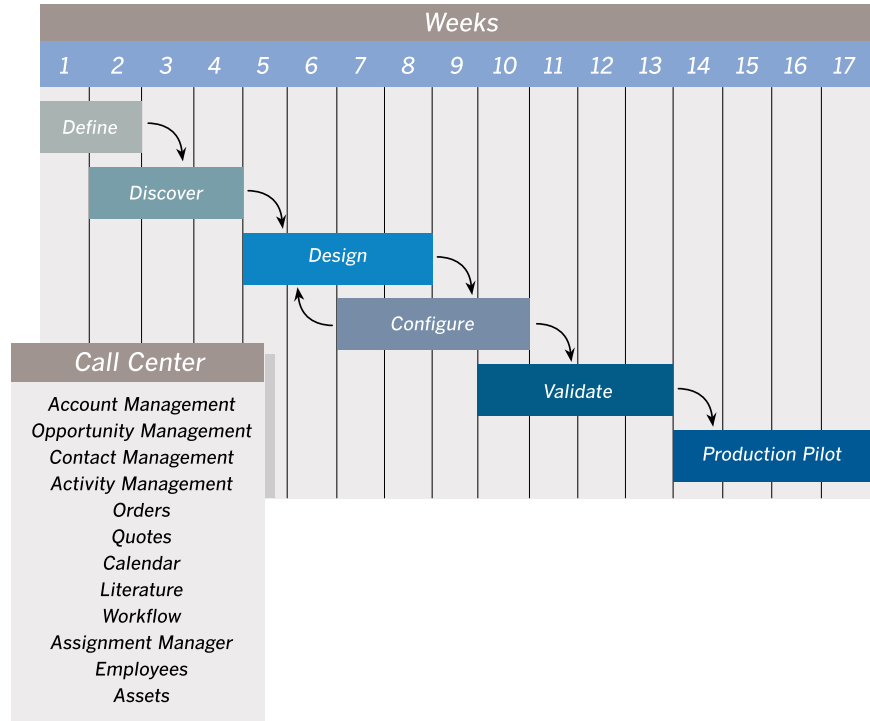 Weeks
1 2 3 4 5 6 7 8 9 10 11 12 13 14 15 16 17
Define
Discover
Design
Configure
Validate
Production Pilot
Call Center
Account Management
Opportunity Management
Contact Management
Activity Management
Orders
Quotes
Calendar
Literature
Workflow
Assignment Manager
Employees
Assets